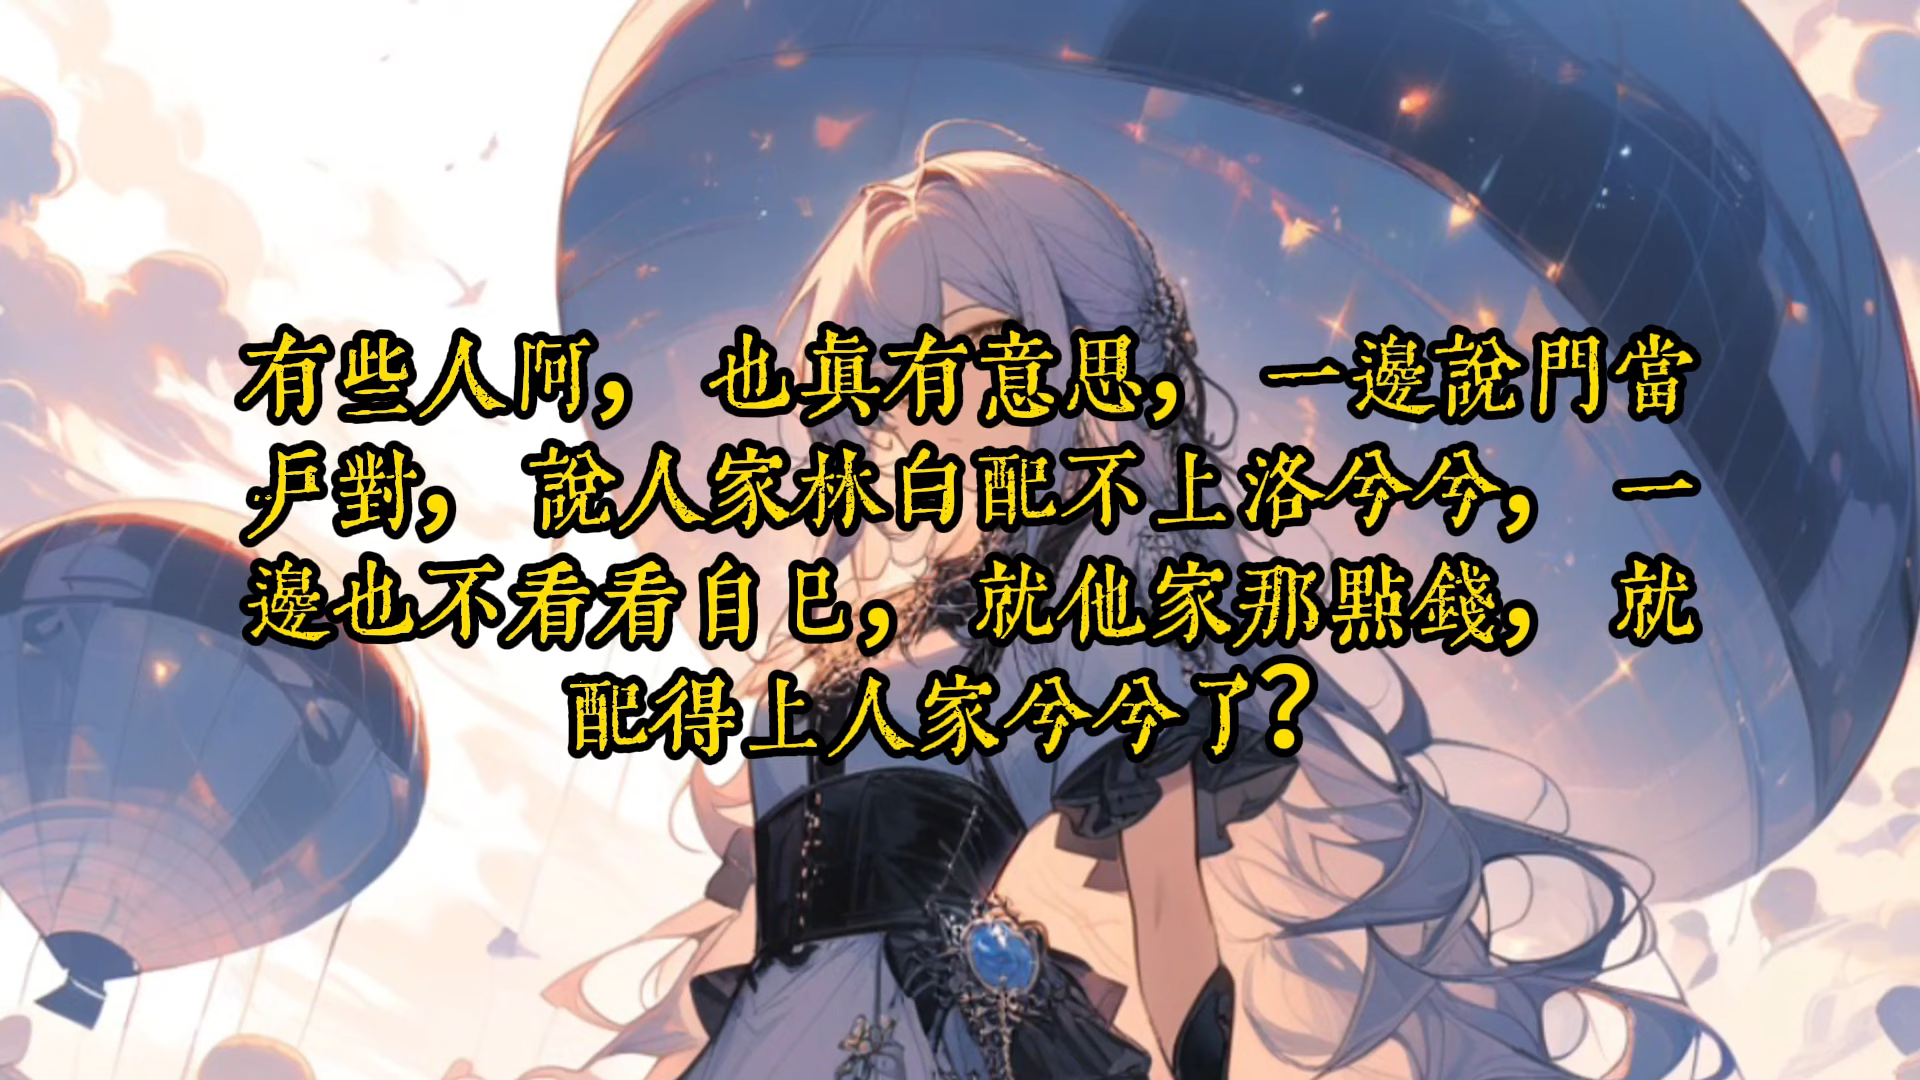 有些人阿，也真有意思，一邊說門當
戶對，說人家林白配不上洛兮兮，一
邊也不看看自已，就他家那點錢，就
配得上人家兮兮了？